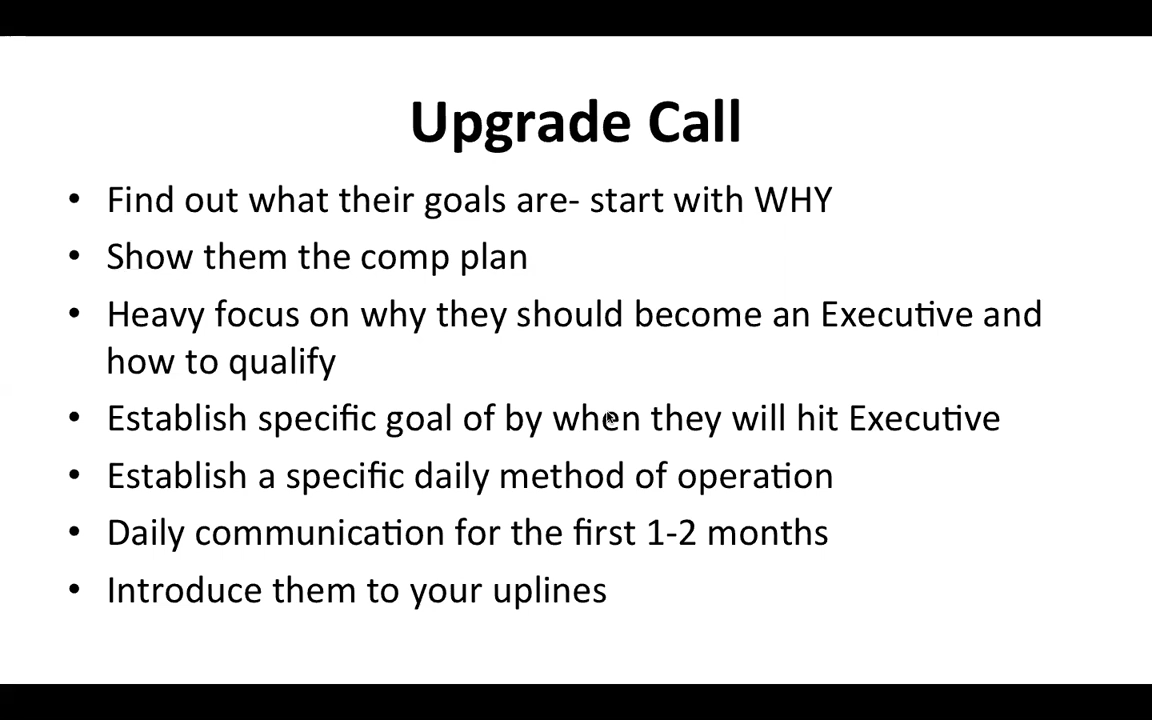 Upgrade Call
• Find out what their goals are- start with WHY
• Show them the comp plan
• Heavy focus on why they should become an Executive and
how to qualify
• Establish specific goal of by when they will hit Executive
• Establish a specific daily method of operation
• Daily communication for the first 1-2 months
• Introduce them to your uplines